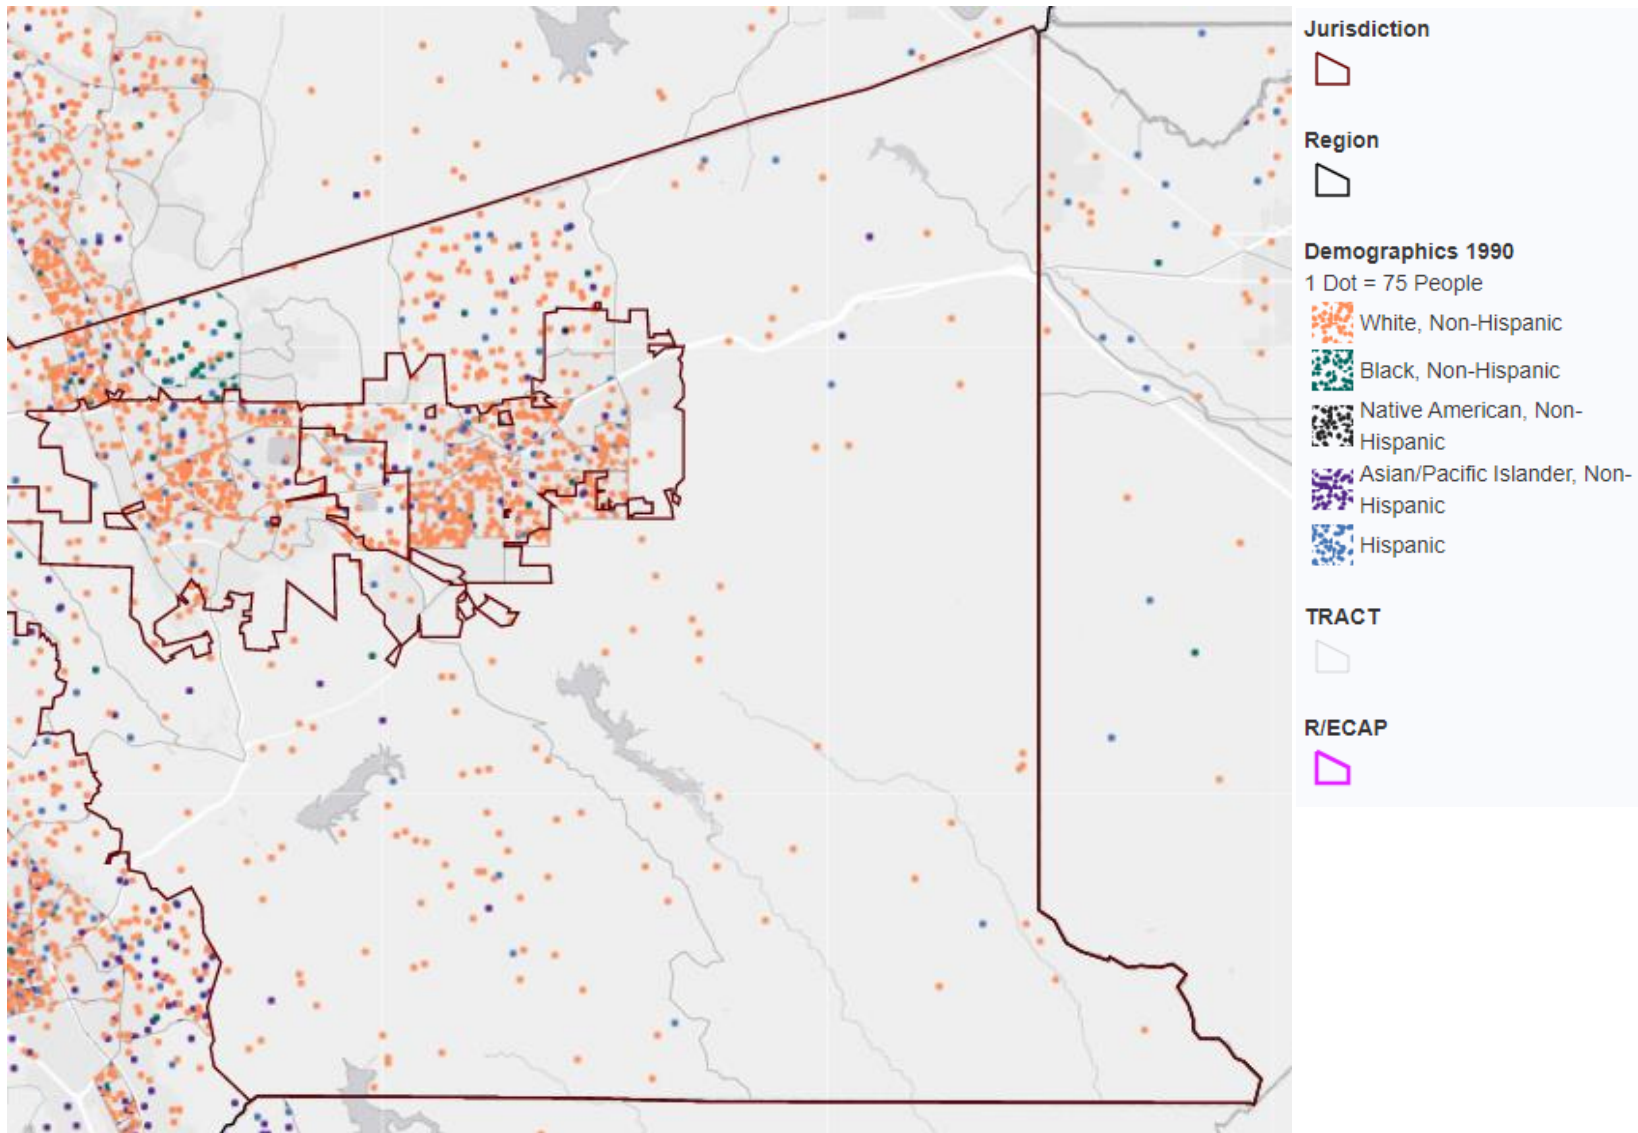 Jurisdiction
Region
Demographics 1990
1 Dot = 75 People
White, Non-Hispanic
Black, Non-Hispanic
Native American, Non-
Hispanic
Asian/Pacific Islander, Non-
Hispanic
Hispanic
TRACT
R/ECAP